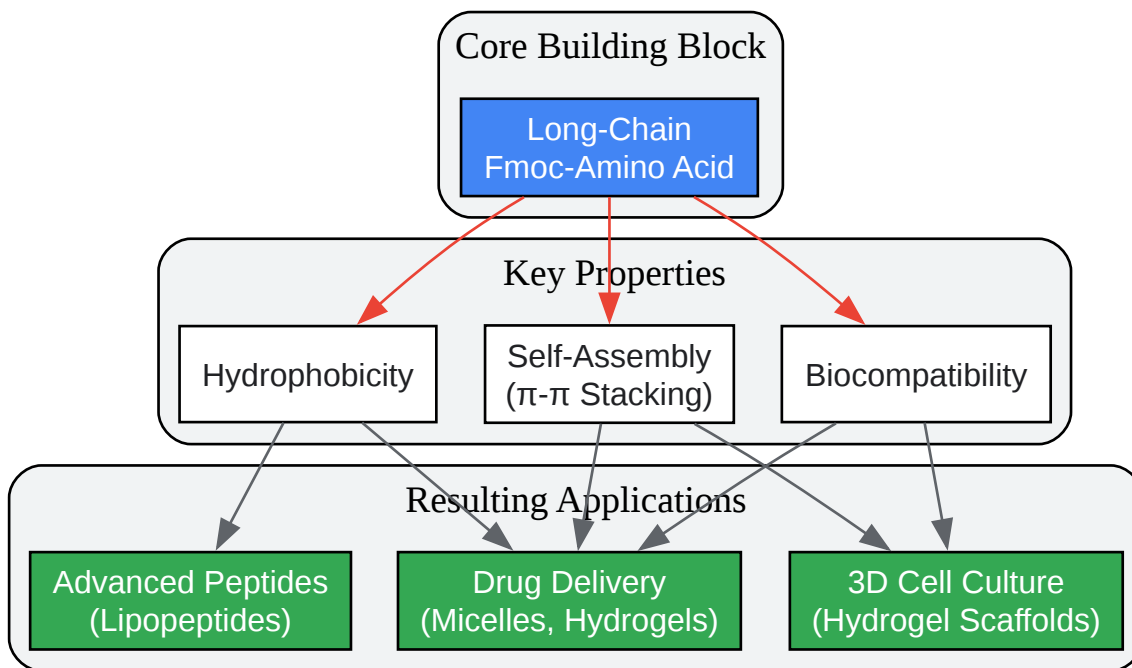 Core Building Block
Long-Chain
Fmoc-Amino Acid
Key Properties
Hydrophobicity
Self-Assembly
(π-π Stacking)
Biocompatibility
Resulting Applications
Advanced Peptides
(Lipopeptides)
Drug Delivery
(Micelles, Hydrogels)
3D Cell Culture
(Hydrogel Scaffolds)